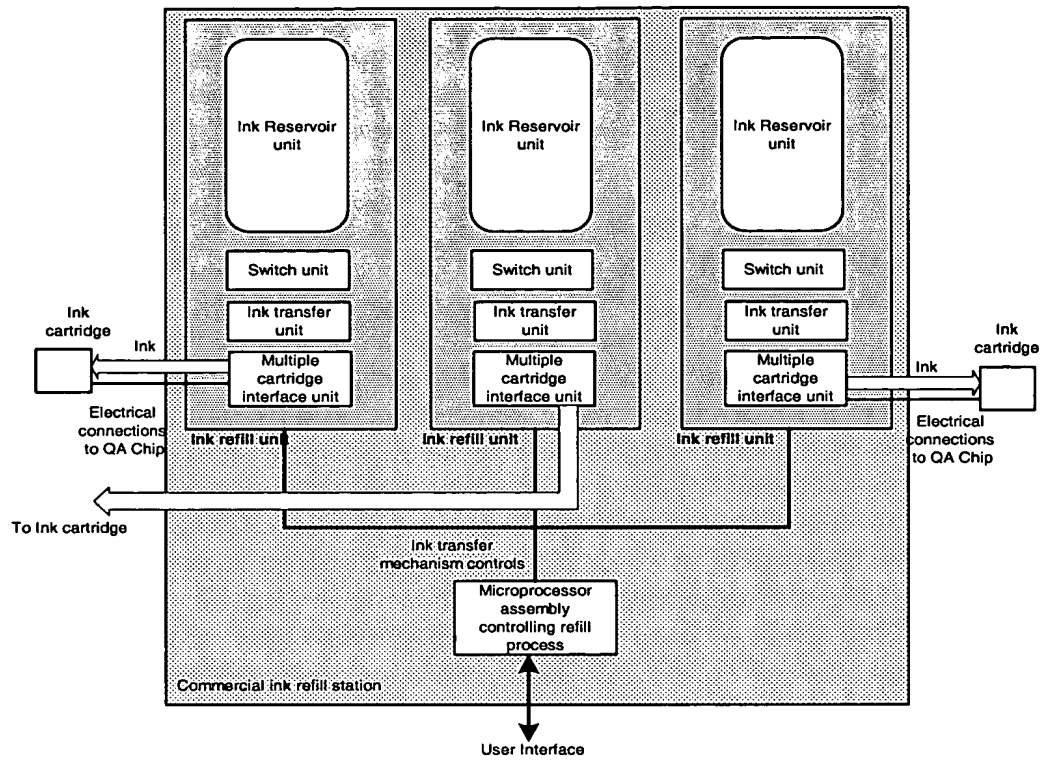 Ink Reservoir
unit
Ink Reservoir
unit
Ink Reservoir
unit
Switch unit
Switch unit
Switch unit
Ink transfer
unit
Ink transfer
unit
Ink transfer
unit
Multiple
cartridge
interface unit
Multiple
cartridge
interface unit
Multiple
cartridge
interface unit
Ink
cartridge
Ink
Ink
cartridge
Ink
Electrical
connections
to QA Chip
Electrical
connections
to QA Chip
Ink refill unit
Ink refill unit
Ink refill unit
To Ink cartridge
Ink transfer
mechanism controls
Microprocessor
assembly
controlling refill
process
Commercial ink refill station
User Interface